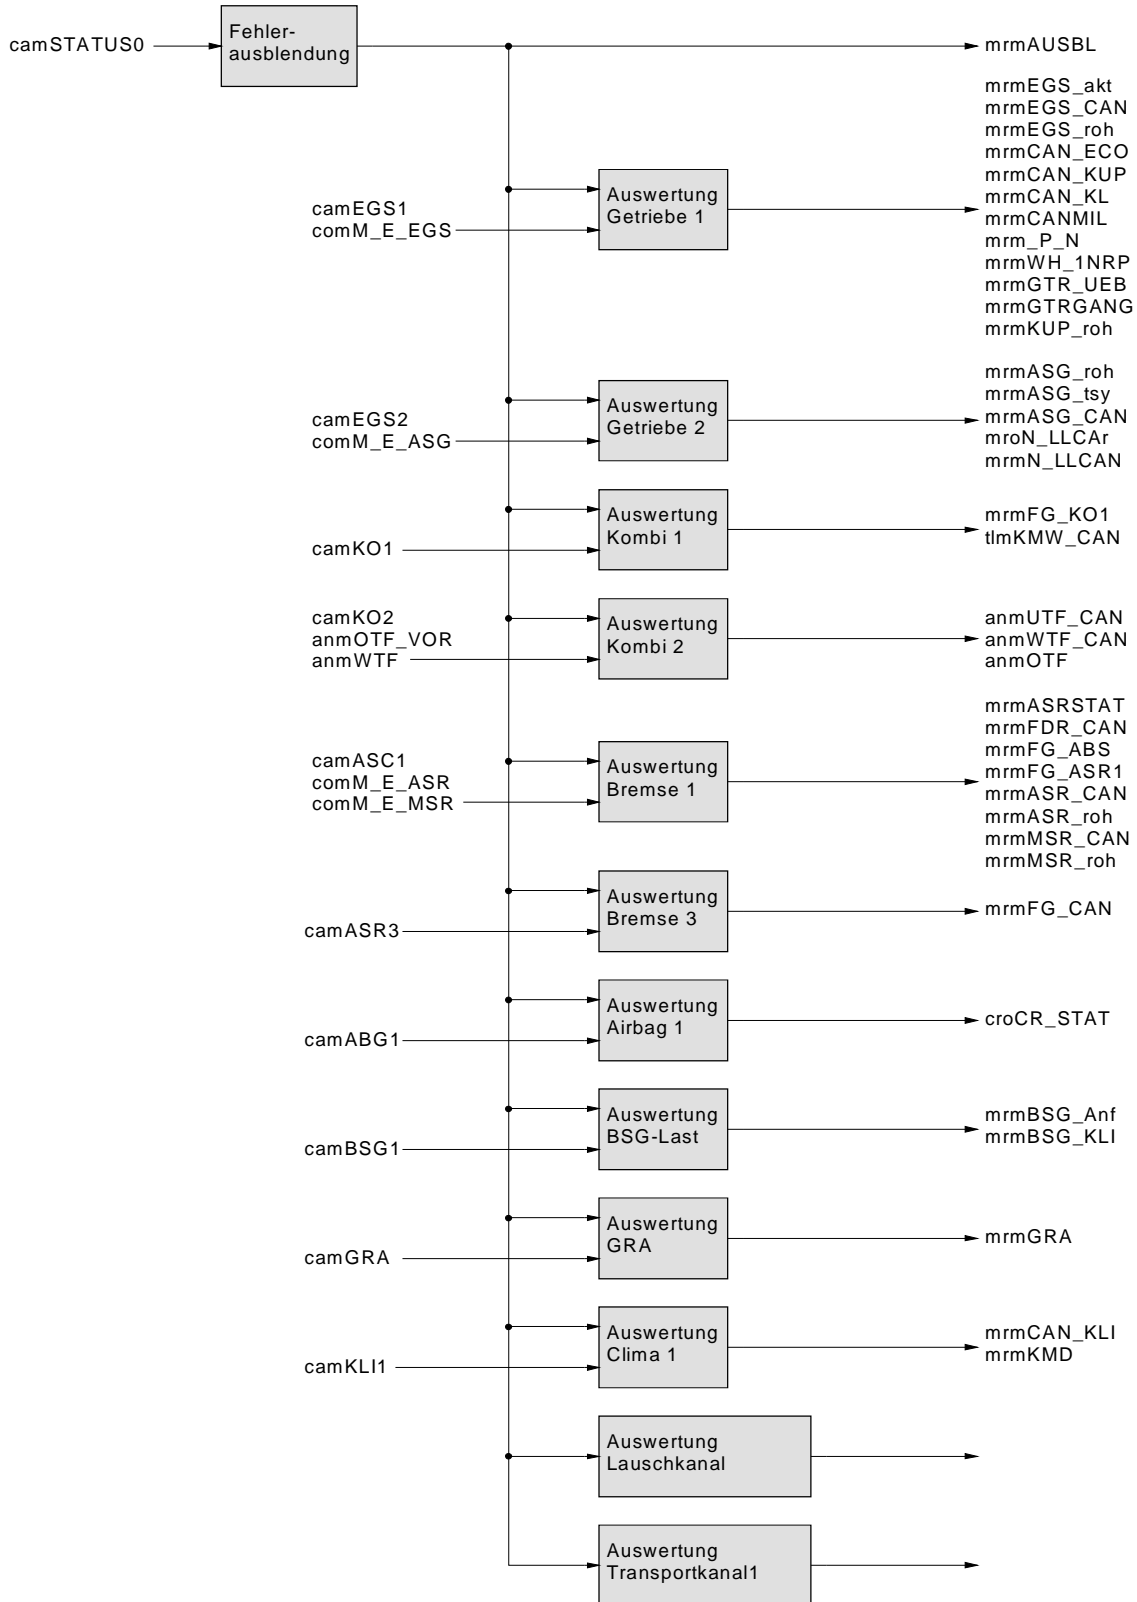 camSTATUS0
Fehler-
ausblendung
mrmAUSBL
camEGS1
comM_E_EGS
Auswertung
Getriebe 1
mrmEGS_akt
mrmEGS_CAN
mrmEGS_roh
mrmCAN_ECO
mrmCAN_KUP
mrmCAN_KL
mrmCANMIL
mrm_P_N
mrmWH_1NRP
mrmGTR_UEB
mrmGTRGANG
mrmKUP_roh
camEGS2
comM_E_ASG
Auswertung
Getriebe 2
mrmASG_roh
mrmASG_tsy
mrmASG_CAN
mroN_LLCAr
mrmN_LLCAN
camKO1
Auswertung
Kombi 1
mrmFG_KO1
tlmKMW_CAN
camKO2
anmOTF_VOR
anmWTF
Auswertung
Kombi 2
anmUTF_CAN
anmWTF_CAN
anmOTF
camASC1
comM_E_ASR
comM_E_MSR
Auswertung
Bremse 1
mrmASRSTAT
mrmFDR_CAN
mrmFG_ABS
mrmFG_ASR1
mrmASR_CAN
mrmASR_roh
mrmMSR_CAN
mrmMSR_roh
camASR3
Auswertung
Bremse 3
mrmFG_CAN
camABG1
Auswertung
Airbag 1
croCR_STAT
camBSG1
Auswertung
BSG-Last
mrmBSG_Anf
mrmBSG_KLI
camGRA
Auswertung
GRA
mrmGRA
camKLI1
Auswertung
Clima 1
mrmCAN_KLI
mrmKMD
Auswertung
Lauschkanal
Auswertung
Transportkanal1